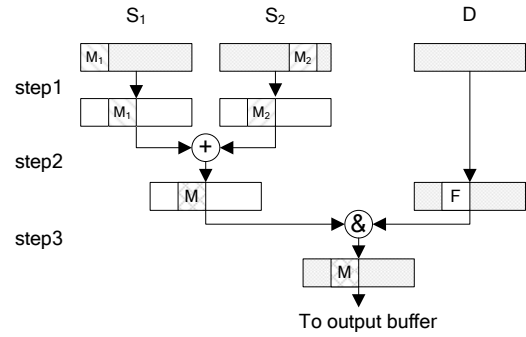 S₁ S₂ D
M₁ M₂
step1
M₁ M₂
+
step2
M F
step3
&
M
To output buffer